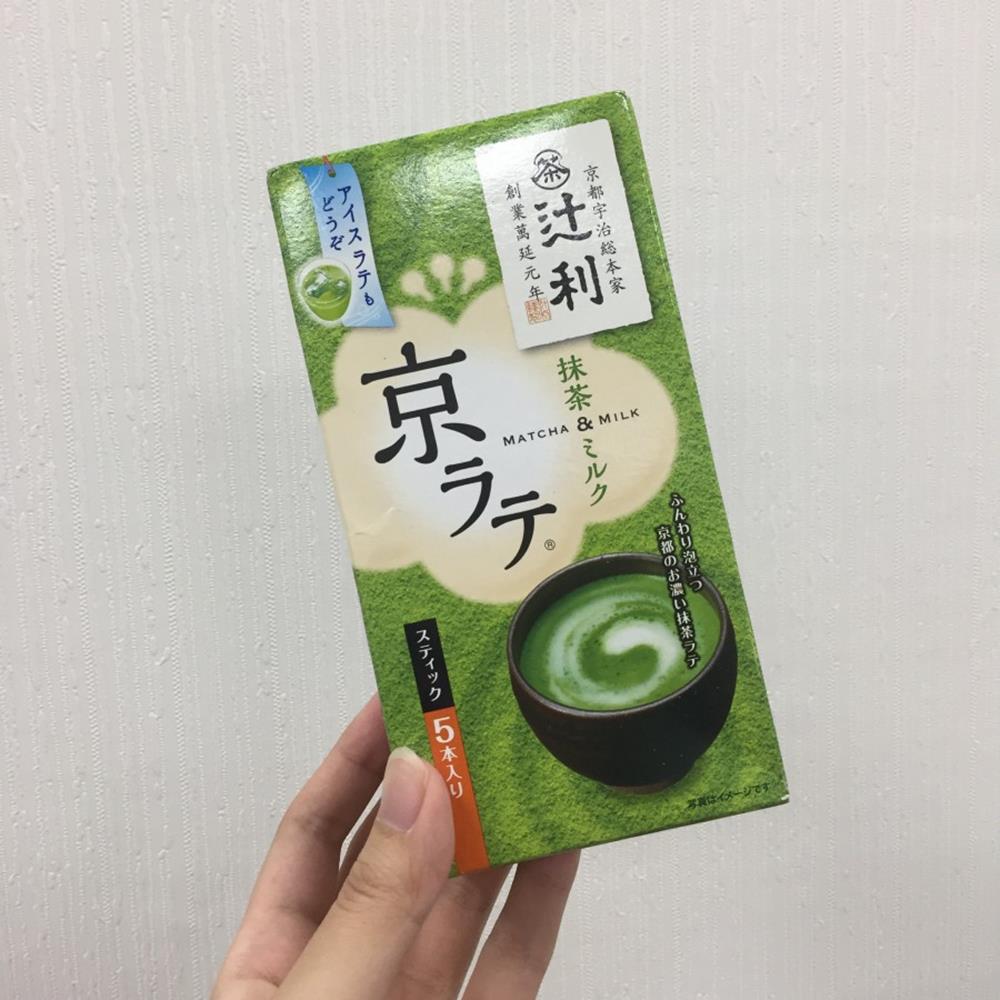 アイスラテも
どうぞ
茶
京都宇治総本家
辻利
創業萬延元年
抹茶&ミルク
MATCHA & MILK
京ラテ®
ふんわり泡立つ
京都のお濃い抹茶ラテ
スティック
5本入り
写真はイメージです